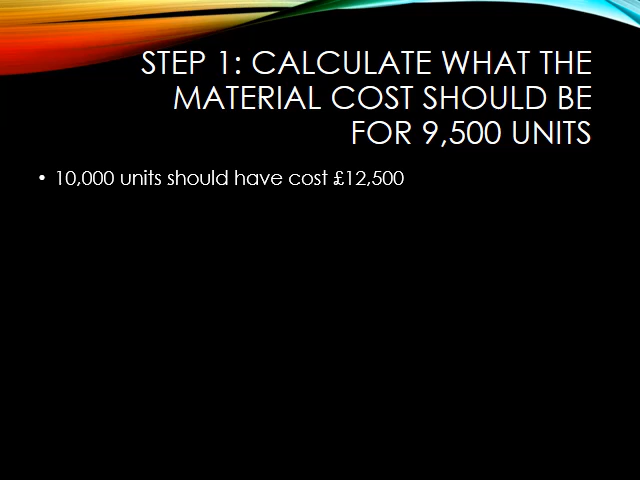 STEP 1: CALCULATE WHAT THE
MATERIAL COST SHOULD BE
FOR 9,500 UNITS
• 10,000 units should have cost £12,500